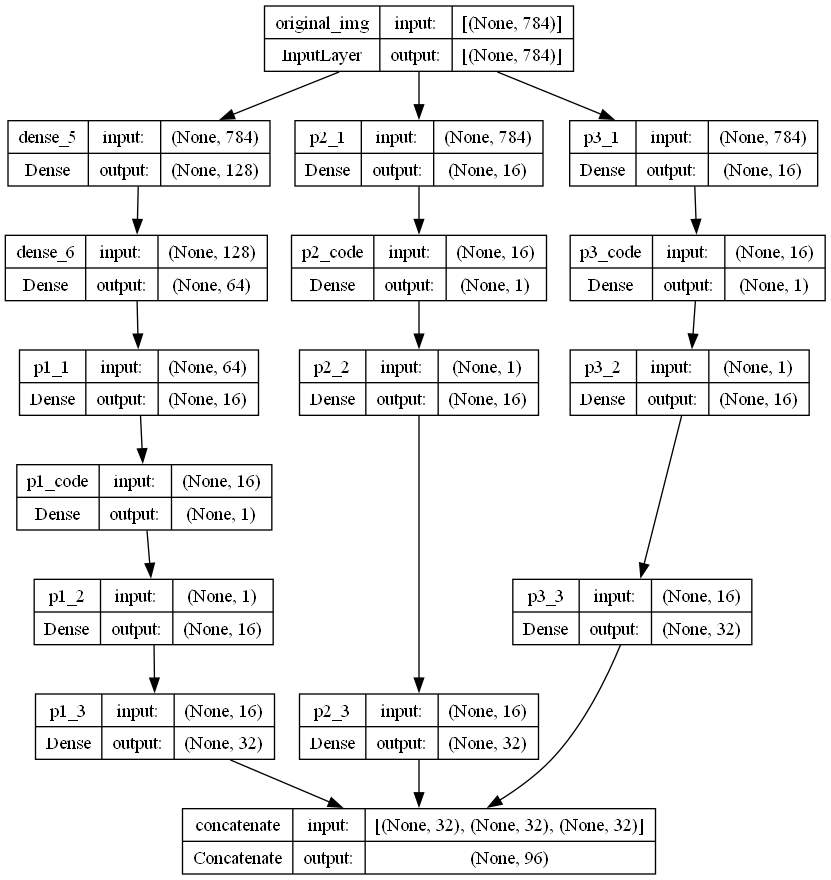 original_img input: [(None, 784)]
InputLayer output: [(None, 784)]
dense_5 input: (None, 784)
Dense output: (None, 128)
p2_1 input: (None, 784)
Dense output: (None, 16)
p3_1 input: (None, 784)
Dense output: (None, 16)
dense_6 input: (None, 128)
Dense output: (None, 64)
p2_code input: (None, 16)
Dense output: (None, 1)
p3_code input: (None, 16)
Dense output: (None, 1)
p1_1 input: (None, 64)
Dense output: (None, 16)
p2_2 input: (None, 1)
Dense output: (None, 16)
p3_2 input: (None, 1)
Dense output: (None, 16)
p1_code input: (None, 16)
Dense output: (None, 1)
p1_2 input: (None, 1)
Dense output: (None, 16)
p3_3 input: (None, 16)
Dense output: (None, 32)
p1_3 input: (None, 16)
Dense output: (None, 32)
p2_3 input: (None, 16)
Dense output: (None, 32)
concatenate input: [(None, 32), (None, 32), (None, 32)]
Concatenate output: (None, 96)